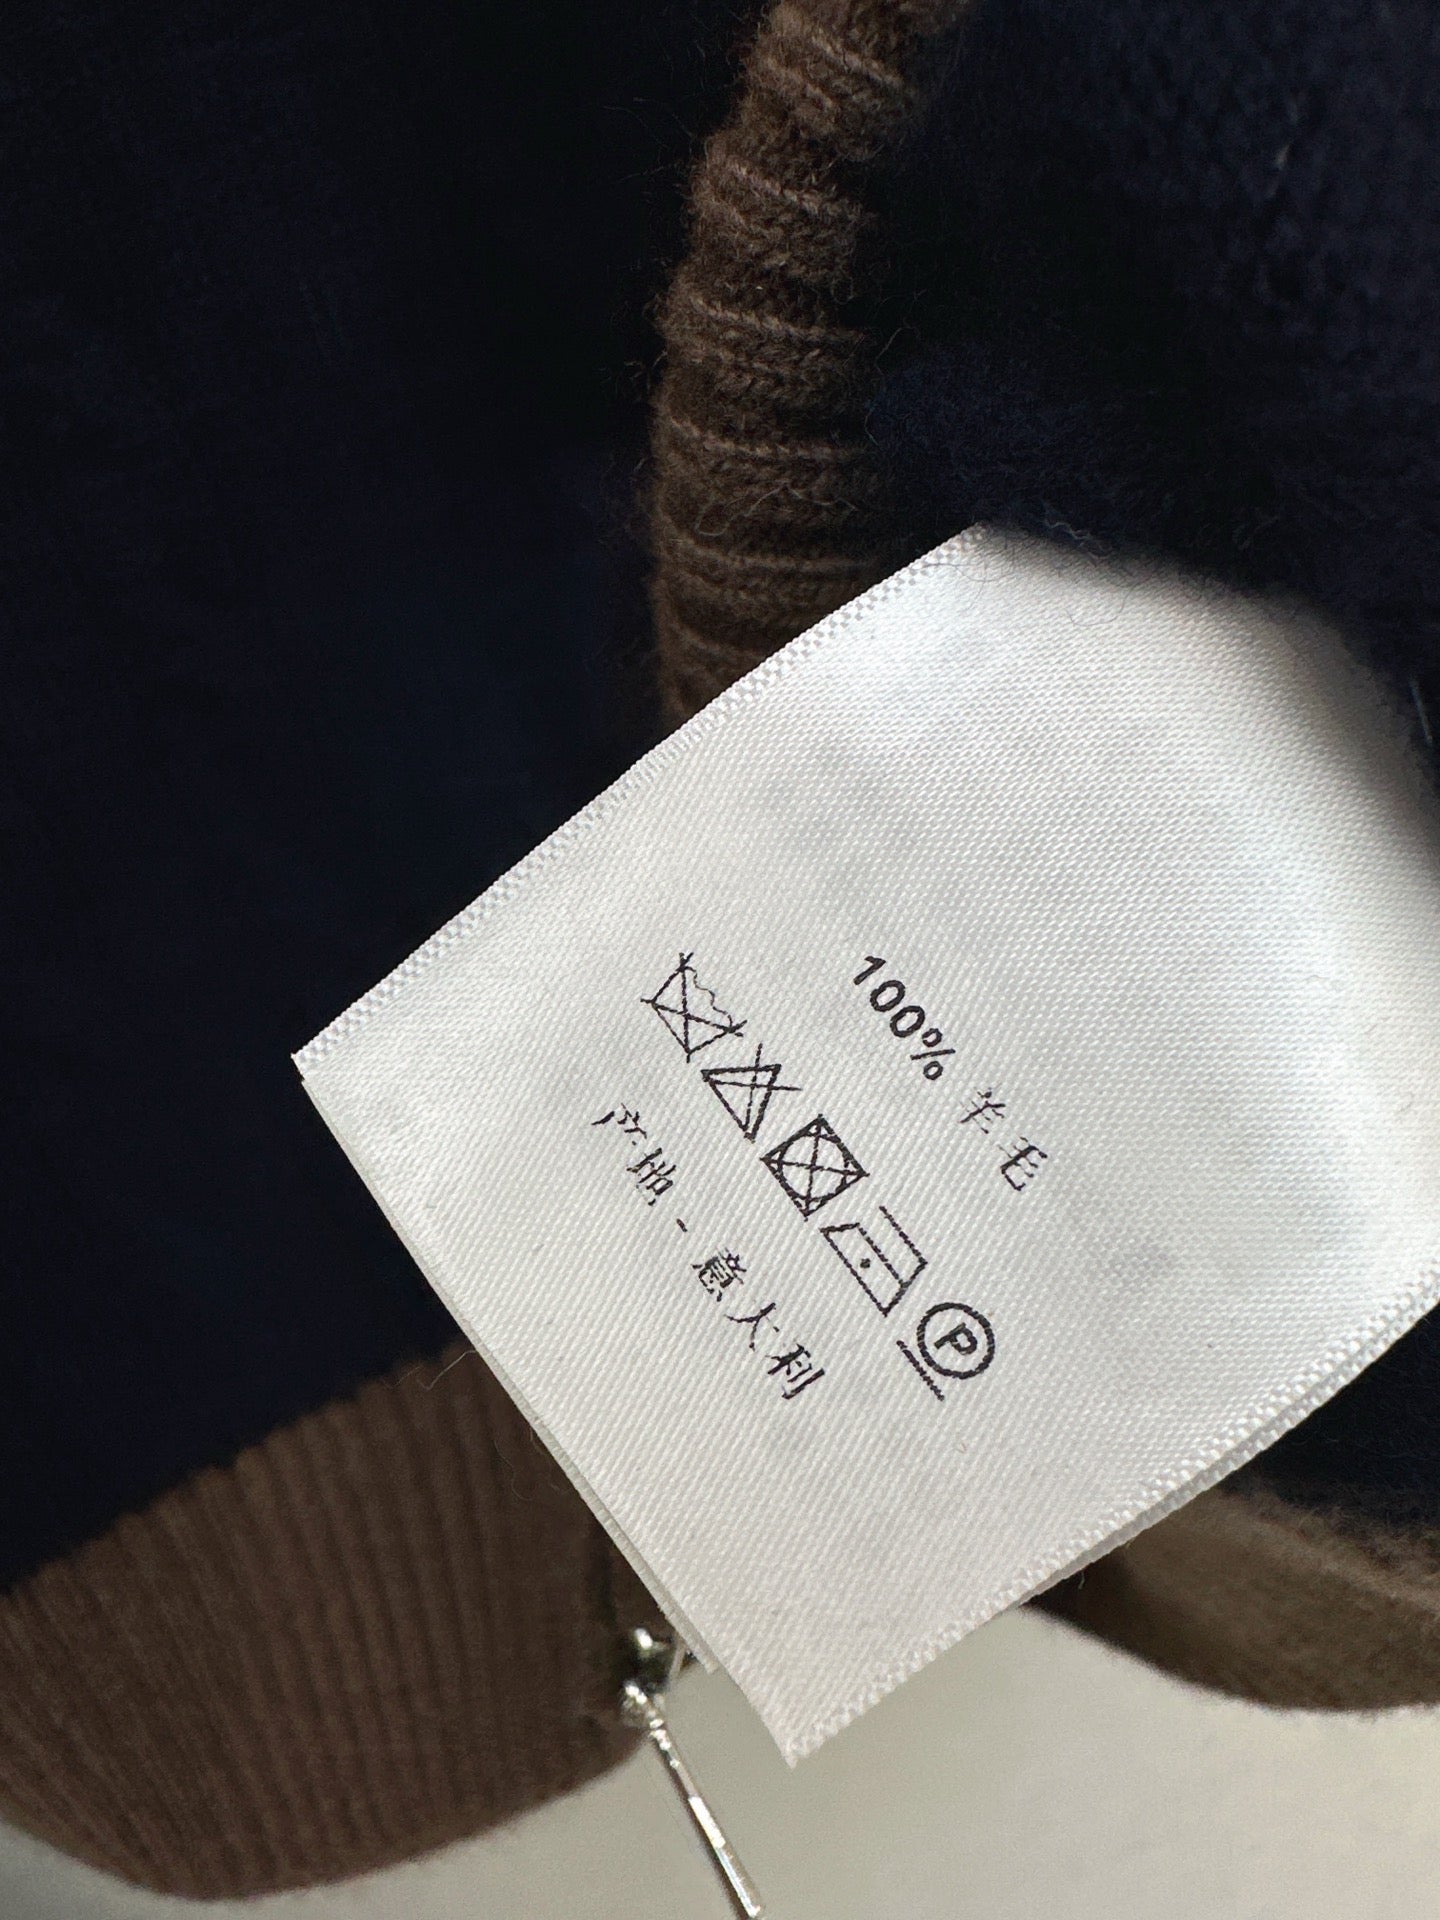 100% 羊毛
P
产地 - 意大利